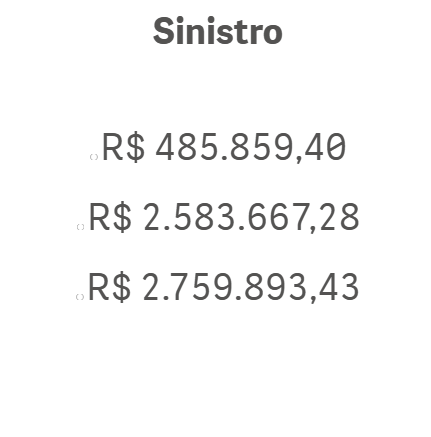 Sinistro
()R$ 485.859,40
()R$ 2.583.667,28
()R$ 2.759.893,43